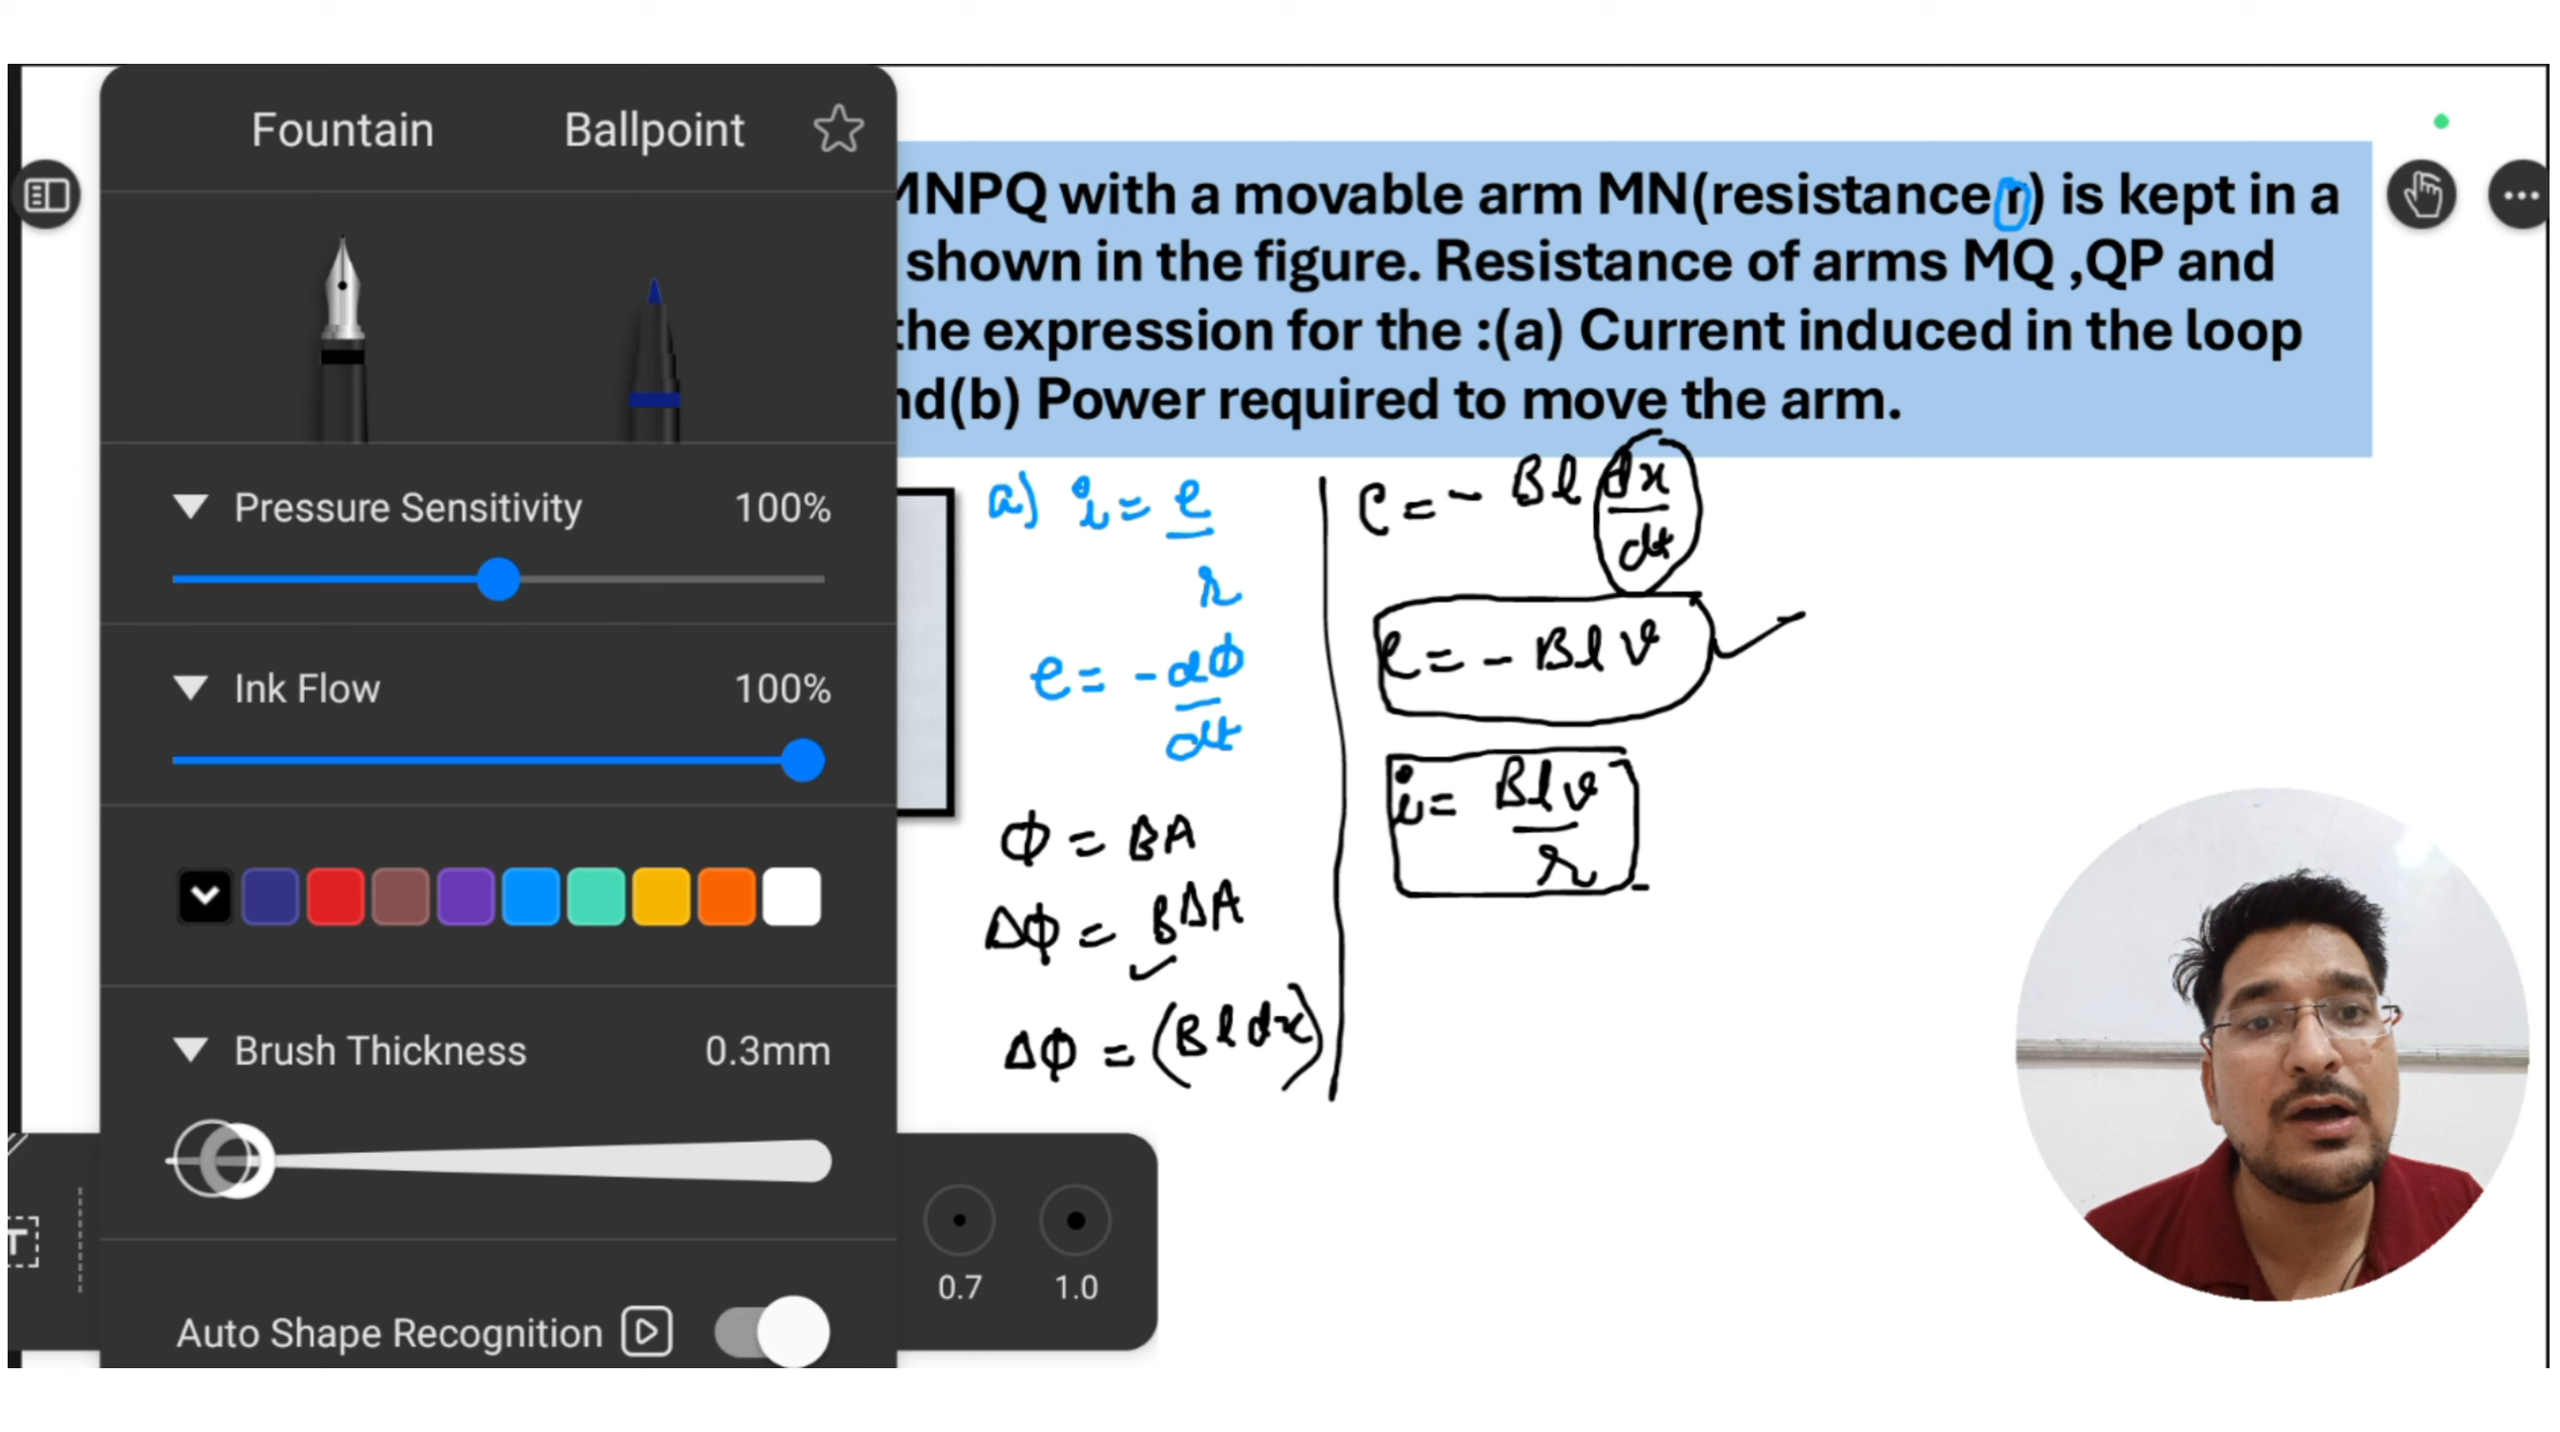 Fountain Ballpoint
MNPQ with a movable arm MN(resistance r) is kept in a
shown in the figure. Resistance of arms MQ ,QP and
the expression for the :(a) Current induced in the loop
nd(b) Power required to move the arm.
Pressure Sensitivity 100%
Ink Flow 100%
Brush Thickness 0.3mm
Auto Shape Recognition
0.7 1.0
a) i = e
r
e = - dϕ
dt
ϕ = BA
Δϕ = BΔA
Δϕ = (Bldx)
e = - Bl dx
dt
e = - Blv
i = Blv
r